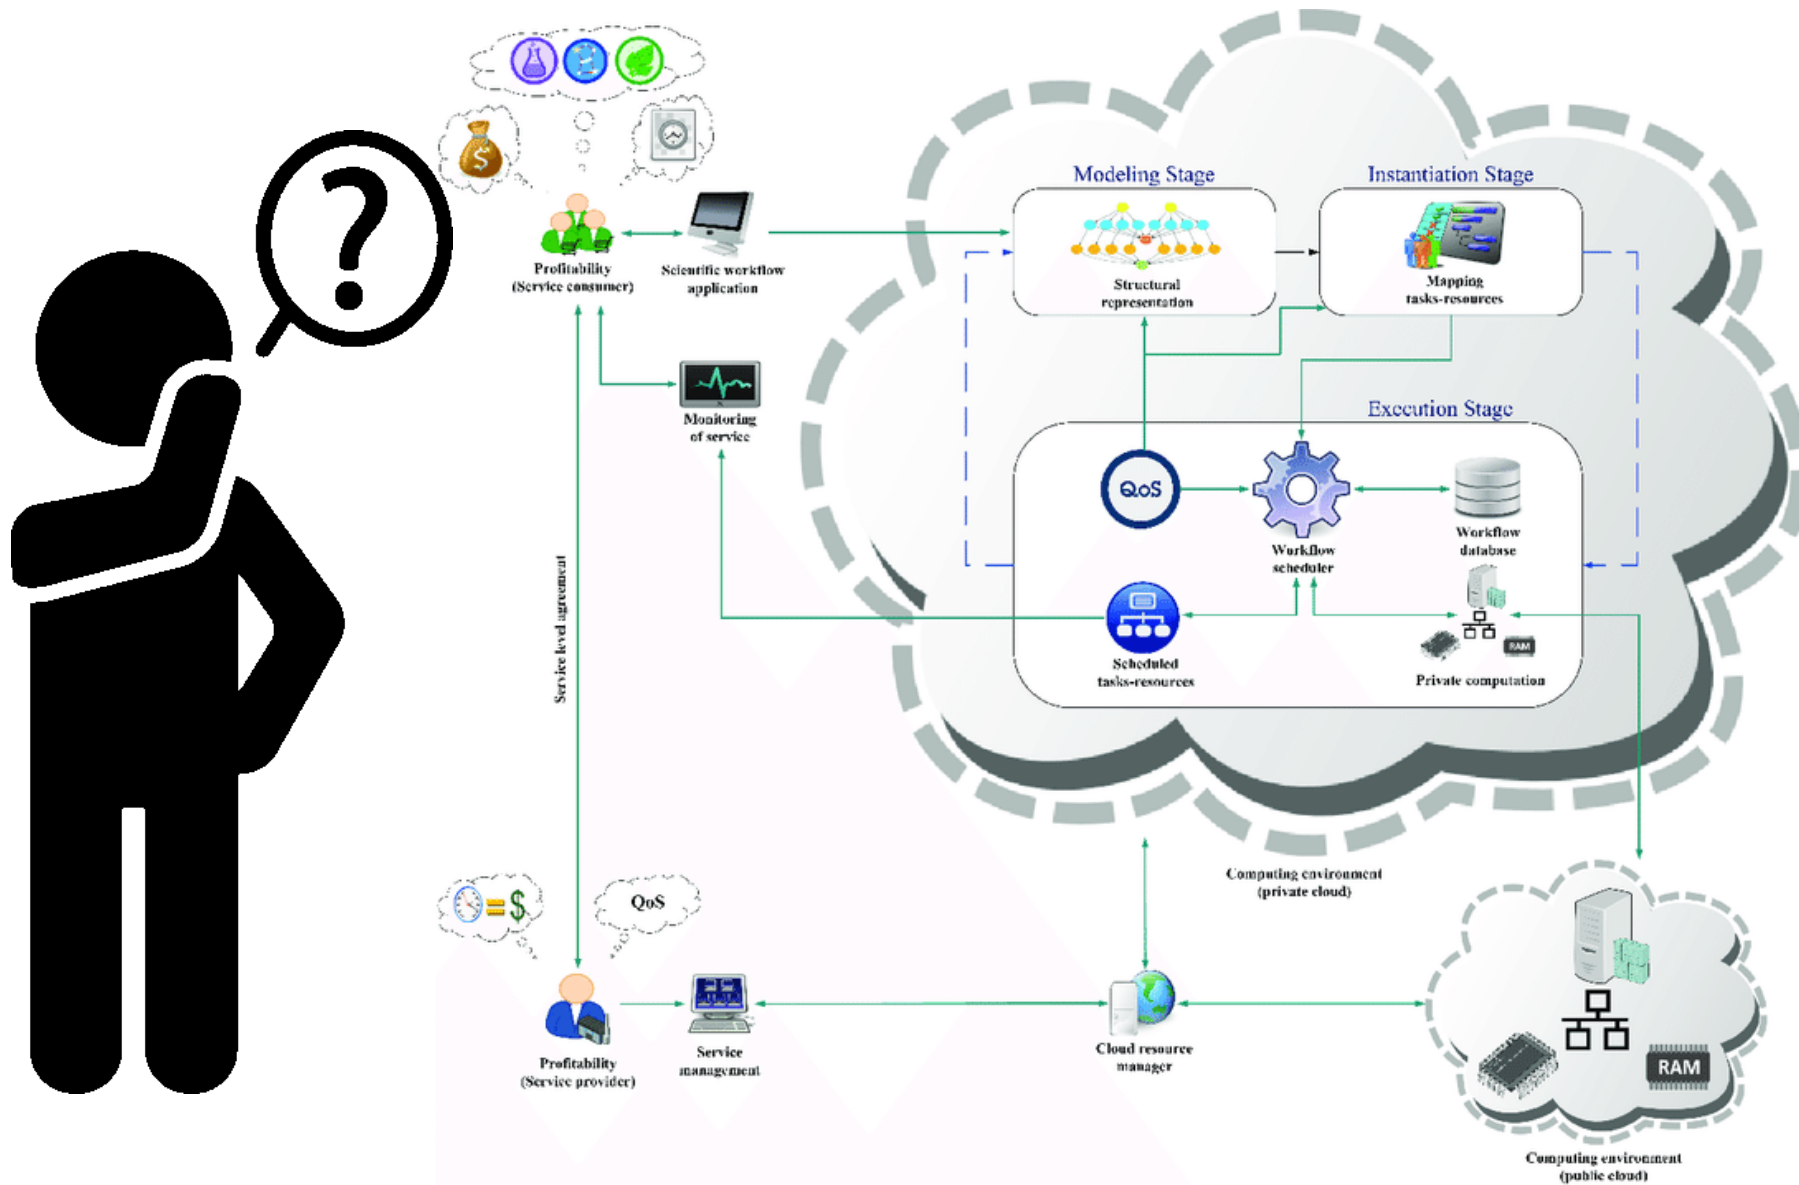 ?
$
Modeling Stage
Instantiation Stage
Profitability
(Service consumer)
Scientific workflow
application
Structural
representation
Mapping
tasks-resources
Monitoring
of service
Execution Stage
QoS
Workflow
scheduler
Workflow
database
Service level agreement
Scheduled
tasks-resources
RAM
Private computation
Computing environment
(private cloud)
= $
QoS
Profitability
(Service provider)
Service
management
Cloud resource
manager
RAM
Computing environment
(public cloud)